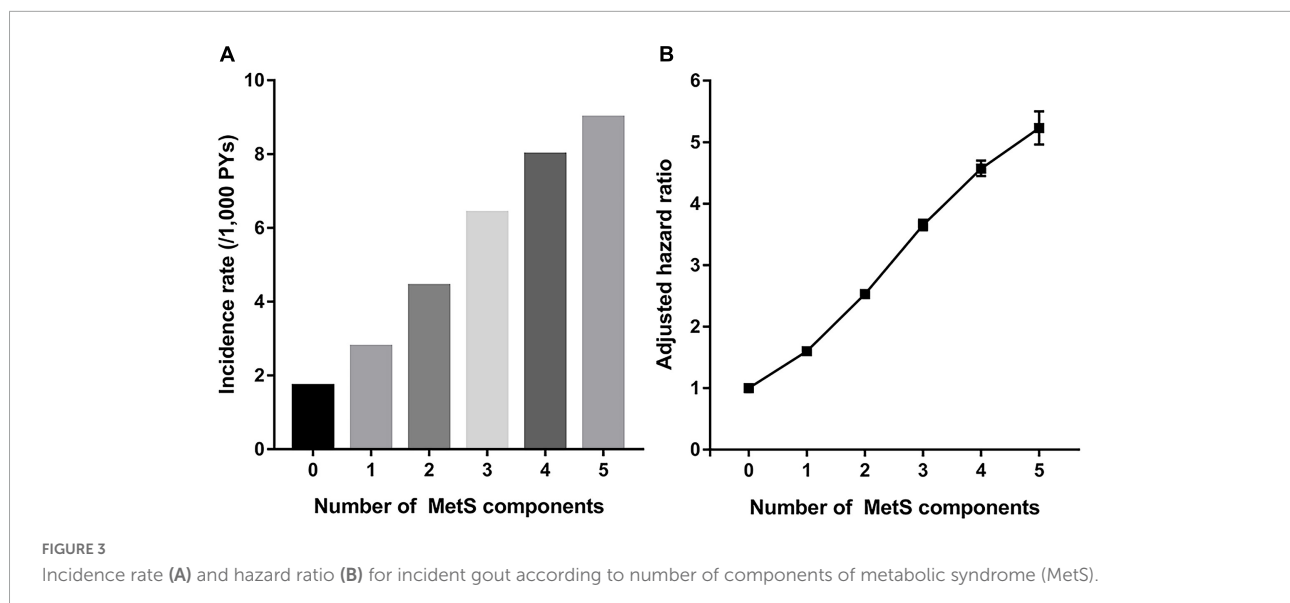 A
Incidence rate (/1,000 PYs)
10
8
6
4
2
0
0 1 2 3 4 5
Number of MetS components
B
Adjusted hazard ratio
6
5
4
3
2
1
0
0 1 2 3 4 5
Number of MetS components
FIGURE 3
Incidence rate (A) and hazard ratio (B) for incident gout according to number of components of metabolic syndrome (MetS).